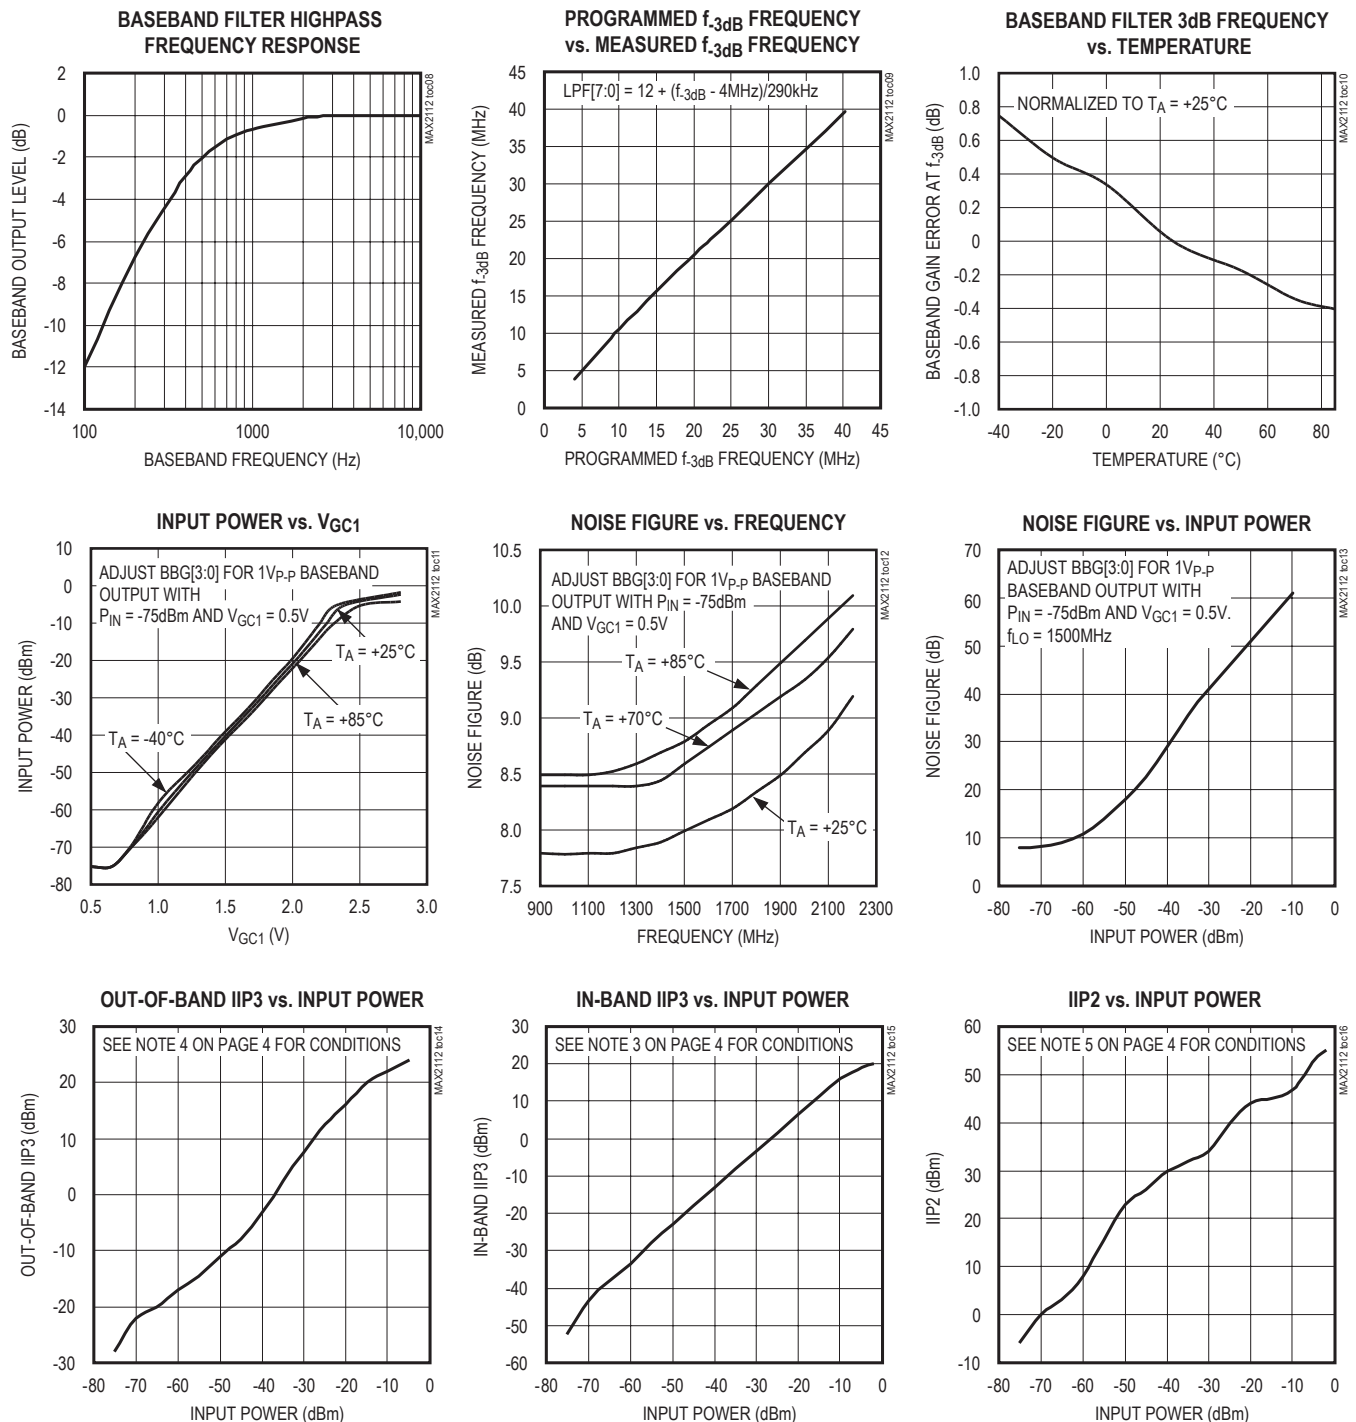 BASEBAND FILTER HIGHPASS
FREQUENCY RESPONSE
BASEBAND OUTPUT LEVEL (dB)
2
0
-2
-4
-6
-8
-10
-12
-14
100
1000
10,000
BASEBAND FREQUENCY (Hz)
MAX2112 toc08
PROGRAMMED f-3dB FREQUENCY
vs. MEASURED f-3dB FREQUENCY
LPF[7:0] = 12 + (f-3dB - 4MHz)/290kHz
MEASURED f-3dB FREQUENCY (MHz)
45
40
35
30
25
20
15
10
5
0
0 5 10 15 20 25 30 35 40 45
PROGRAMMED f-3dB FREQUENCY (MHz)
MAX2112 toc09
BASEBAND FILTER 3dB FREQUENCY
vs. TEMPERATURE
NORMALIZED TO TA = +25°C
BASEBAND GAIN ERROR AT f-3dB (dB)
1.0
0.8
0.6
0.4
0.2
0
-0.2
-0.4
-0.6
-0.8
-1.0
-40 -20 0 20 40 60 80
TEMPERATURE (°C)
MAX2112 toc10
INPUT POWER vs. VGC1
ADJUST BBG[3:0] FOR 1VP-P BASEBAND
OUTPUT WITH
PIN = -75dBm AND VGC1 = 0.5V
TA = +25°C
TA = +85°C
TA = -40°C
INPUT POWER (dBm)
10
0
-10
-20
-30
-40
-50
-60
-70
-80
0.5 1.0 1.5 2.0 2.5 3.0
VGC1 (V)
MAX2112 toc11
NOISE FIGURE vs. FREQUENCY
ADJUST BBG[3:0] FOR 1VP-P BASEBAND
OUTPUT WITH PIN = -75dBm
AND VGC1 = 0.5V
TA = +85°C
TA = +70°C
TA = +25°C
NOISE FIGURE (dB)
10.5
10.0
9.5
9.0
8.5
8.0
7.5
900 1100 1300 1500 1700 1900 2100 2300
FREQUENCY (MHz)
MAX2112 toc12
NOISE FIGURE vs. INPUT POWER
ADJUST BBG[3:0] FOR 1VP-P
BASEBAND OUTPUT WITH
PIN = -75dBm AND VGC1 = 0.5V.
fLO = 1500MHz
NOISE FIGURE (dB)
70
60
50
40
30
20
10
0
-80 -70 -60 -50 -40 -30 -20 -10 0
INPUT POWER (dBm)
MAX2112 toc13
OUT-OF-BAND IIP3 vs. INPUT POWER
SEE NOTE 4 ON PAGE 4 FOR CONDITIONS
OUT-OF-BAND IIP3 (dBm)
30
20
10
0
-10
-20
-30
-80 -70 -60 -50 -40 -30 -20 -10 0
INPUT POWER (dBm)
MAX2112 toc14
IN-BAND IIP3 vs. INPUT POWER
SEE NOTE 3 ON PAGE 4 FOR CONDITIONS
IN-BAND IIP3 (dBm)
30
20
10
0
-10
-20
-30
-40
-50
-60
-80 -70 -60 -50 -40 -30 -20 -10 0
INPUT POWER (dBm)
MAX2112 toc15
IIP2 vs. INPUT POWER
SEE NOTE 5 ON PAGE 4 FOR CONDITIONS
IIP2 (dBm)
60
50
40
30
20
10
0
-10
-80 -70 -60 -50 -40 -30 -20 -10 0
INPUT POWER (dBm)
MAX2112 toc16